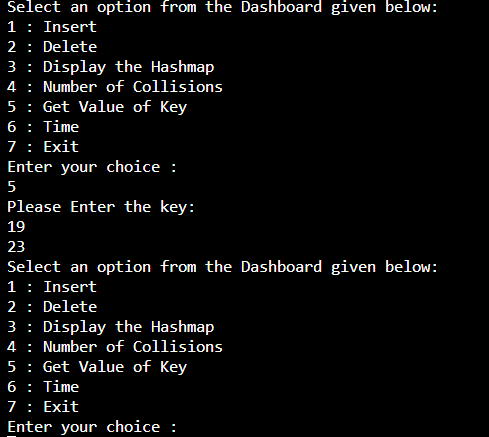 Select an option from the Dashboard given below:
1 : Insert
2 : Delete
3 : Display the Hashmap
4 : Number of Collisions
5 : Get Value of Key
6 : Time
7 : Exit
Enter your choice :
5
Please Enter the key:
19
23
Select an option from the Dashboard given below:
1 : Insert
2 : Delete
3 : Display the Hashmap
4 : Number of Collisions
5 : Get Value of Key
6 : Time
7 : Exit
Enter your choice :